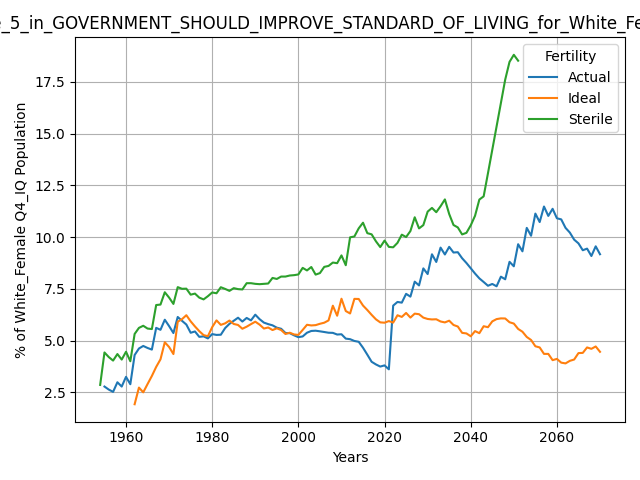 _5_in_GOVERNMENT_SHOULD_IMPROVE_STANDARD_OF_LIVING_for_White_Fe
Fertility
Actual
Ideal
Sterile
% of White_Female Q4_IQ Population
17.5
15.0
12.5
10.0
7.5
5.0
2.5
1960
1980
2000
2020
2040
2060
Years